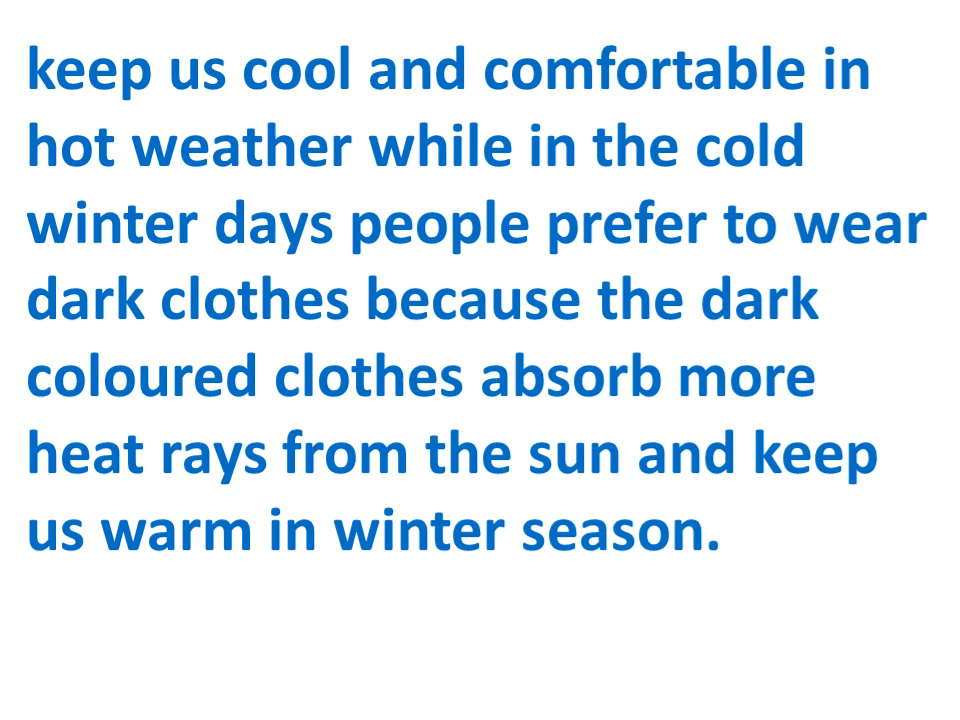 keep us cool and comfortable in
hot weather while in the cold
winter days people prefer to wear
dark clothes because the dark
coloured clothes absorb more
heat rays from the sun and keep
us warm in winter season.